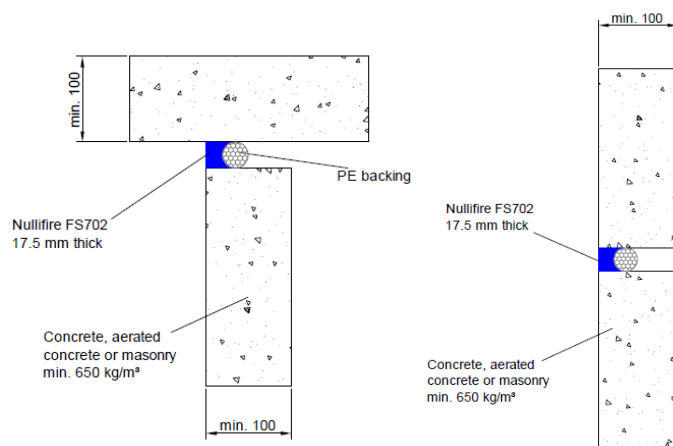 min. 100
PE backing
Nullifire FS702
17.5 mm thick
Concrete, aerated
concrete or masonry
min. 650 kg/m³
min. 100
min. 100
Nullifire FS702
17.5 mm thick
Concrete, aerated
concrete or masonry
min. 650 kg/m³